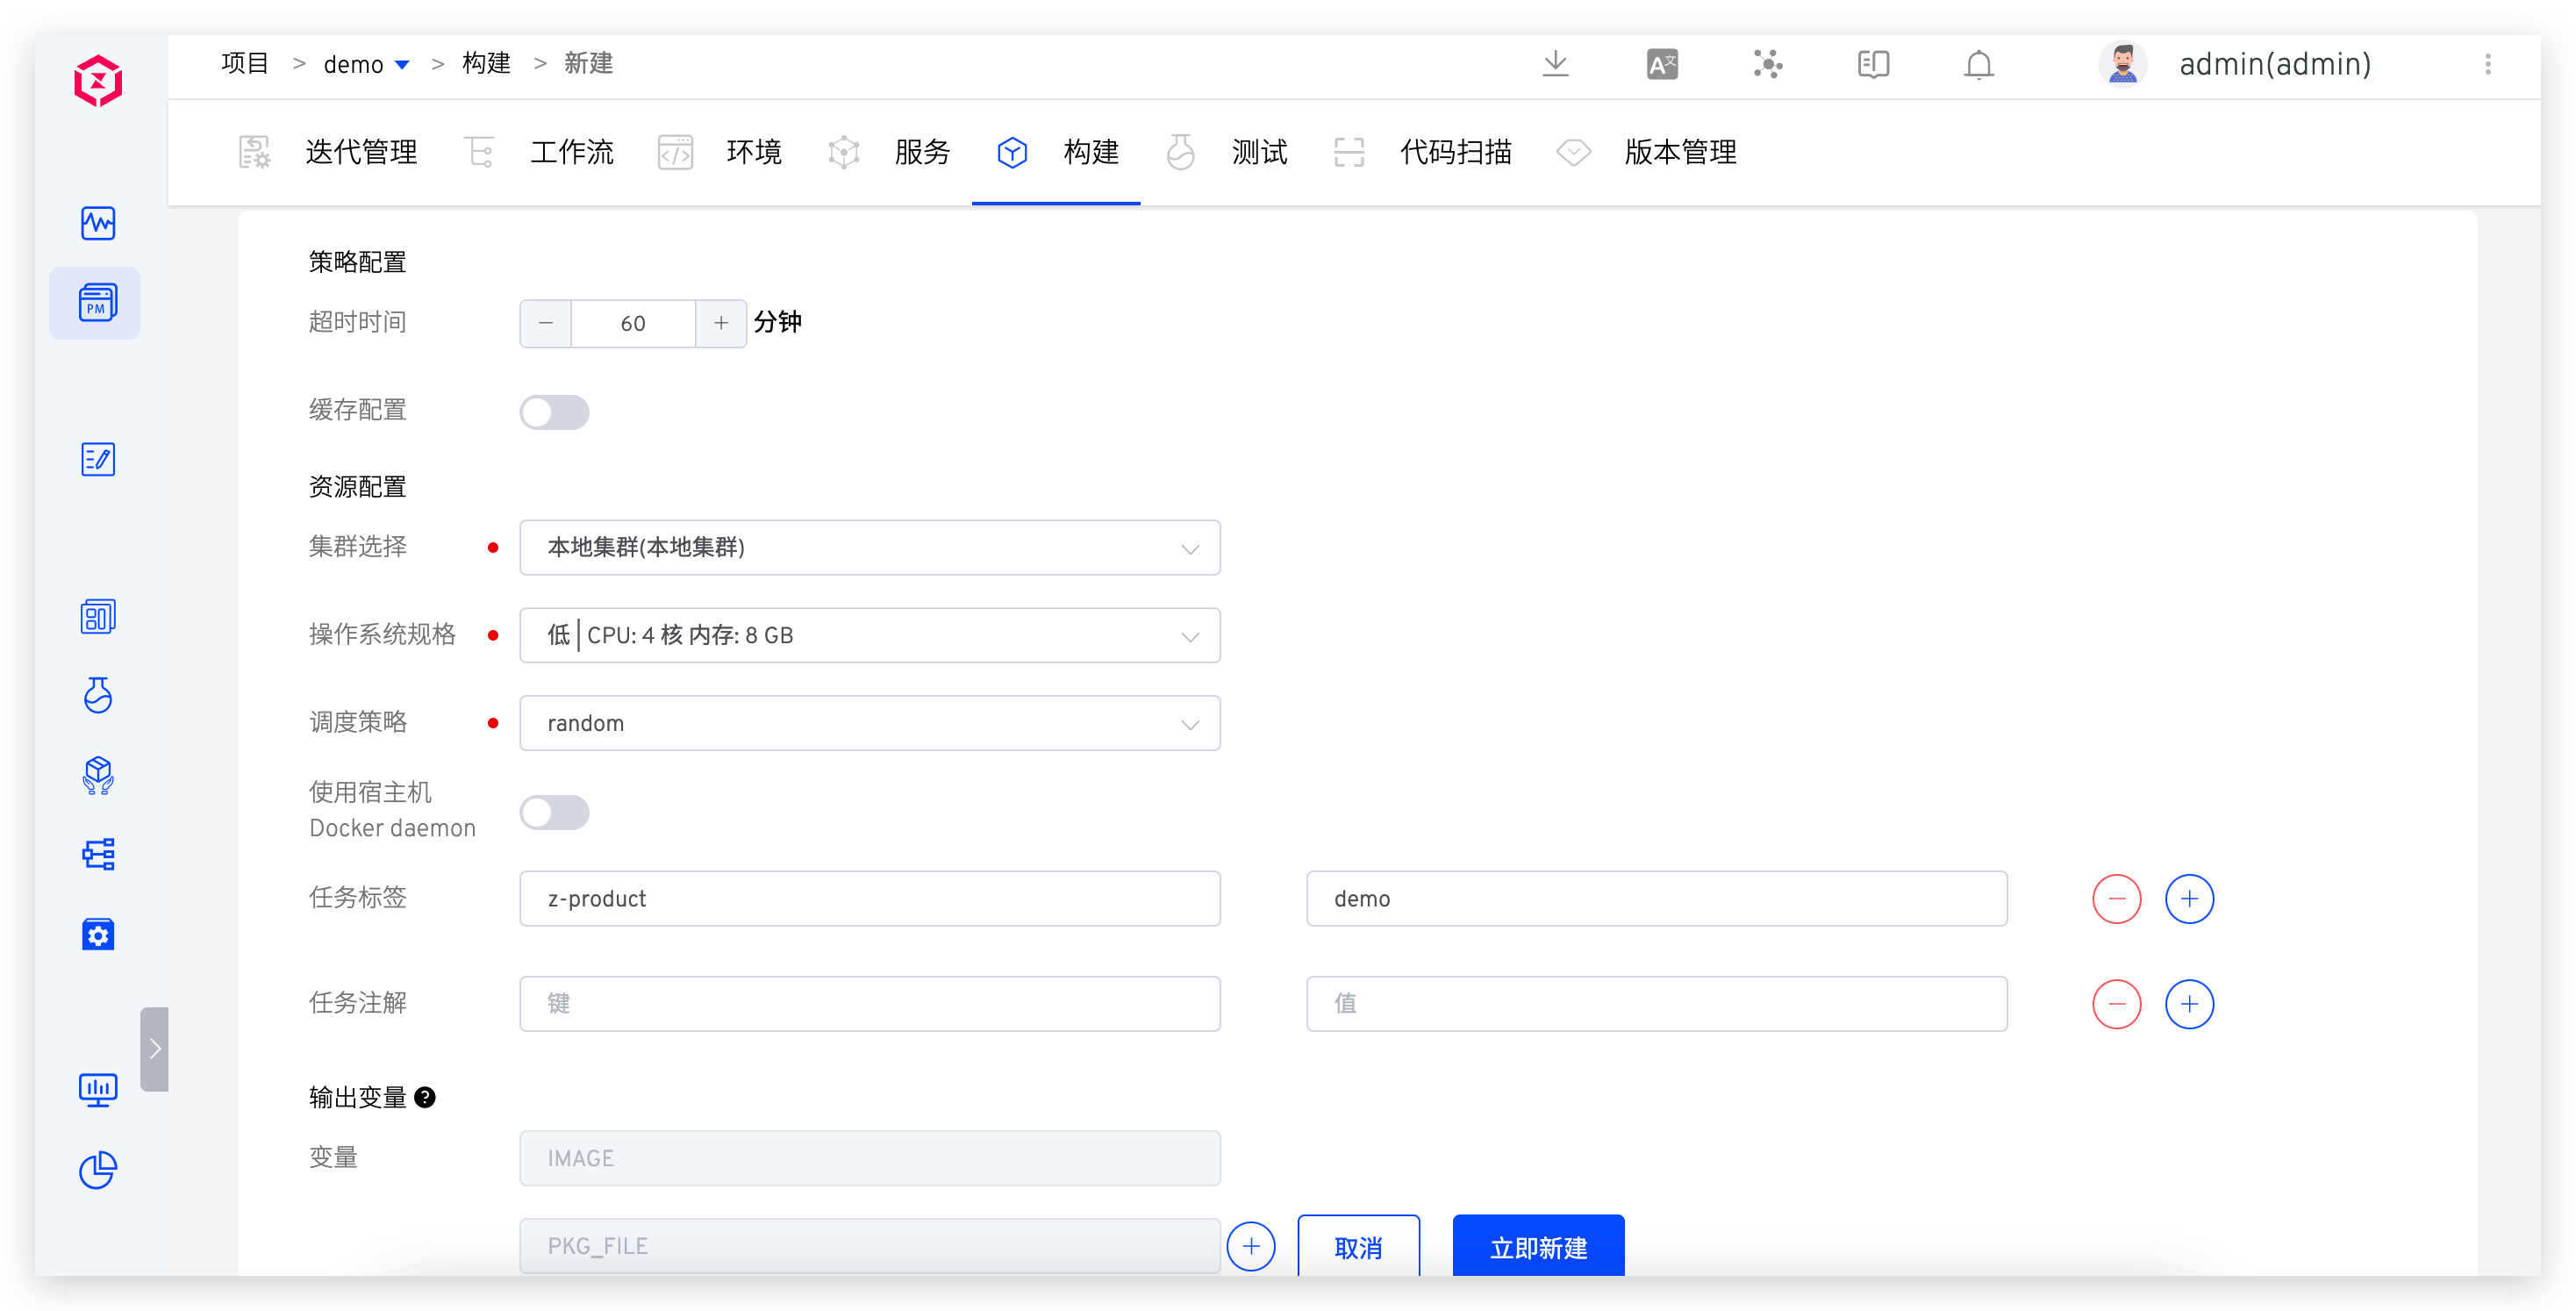 项目 > demo > 构建 > 新建
A文
admin(admin)
迭代管理 工作流 环境 服务 构建 测试 代码扫描 版本管理
PM
策略配置
超时时间 − 60 + 分钟
缓存配置
资源配置
集群选择 本地集群(本地集群)
操作系统规格 低 | CPU: 4 核 内存: 8 GB
调度策略 random
使用宿主机
Docker daemon
任务标签 z-product demo
任务注解 键 值
输出变量 ?
变量 IMAGE
PKG_FILE 取消 立即新建